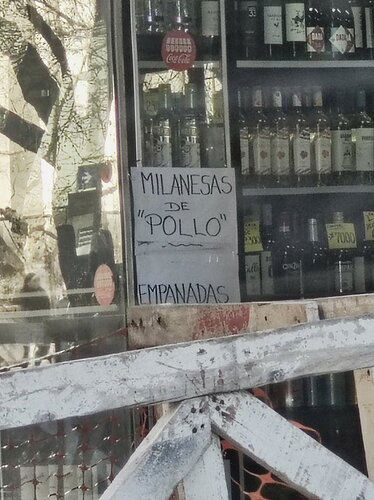 Coca-Cola
MILANESAS
DE
"POLLO"
EMPANADAS
$7000